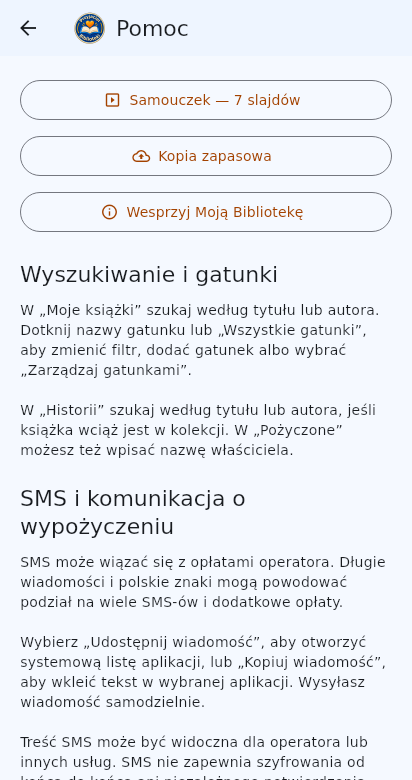 Pomoc
Samouczek — 7 slajdów
Kopia zapasowa
Wesprzyj Moją Bibliotekę
Wyszukiwanie i gatunki
W „Moje książki” szukaj według tytułu lub autora.
Dotknij nazwy gatunku lub „Wszystkie gatunki”,
aby zmienić filtr, dodać gatunek albo wybrać
„Zarządzaj gatunkami”.
W „Historii” szukaj według tytułu lub autora, jeśli
książka wciąż jest w kolekcji. W „Pożyczone”
możesz też wpisać nazwę właściciela.
SMS i komunikacja o
wypożyczeniu
SMS może wiązać się z opłatami operatora. Długie
wiadomości i polskie znaki mogą powodować
podział na wiele SMS-ów i dodatkowe opłaty.
Wybierz „Udostępnij wiadomość”, aby otworzyć
systemową listę aplikacji, lub „Kopiuj wiadomość”,
aby wkleić tekst w wybranej aplikacji. Wysyłasz
wiadomość samodzielnie.
Treść SMS może być widoczna dla operatora lub
innych usług. SMS nie zapewnia szyfrowania od